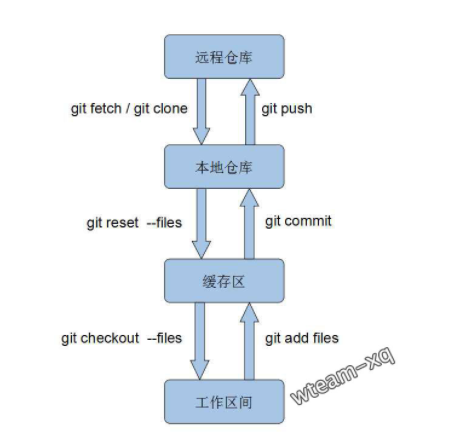 远程仓库
git fetch / git clone
git push
本地仓库
git reset --files
git commit
缓存区
git checkout --files
git add files
工作区间
wteam-xq